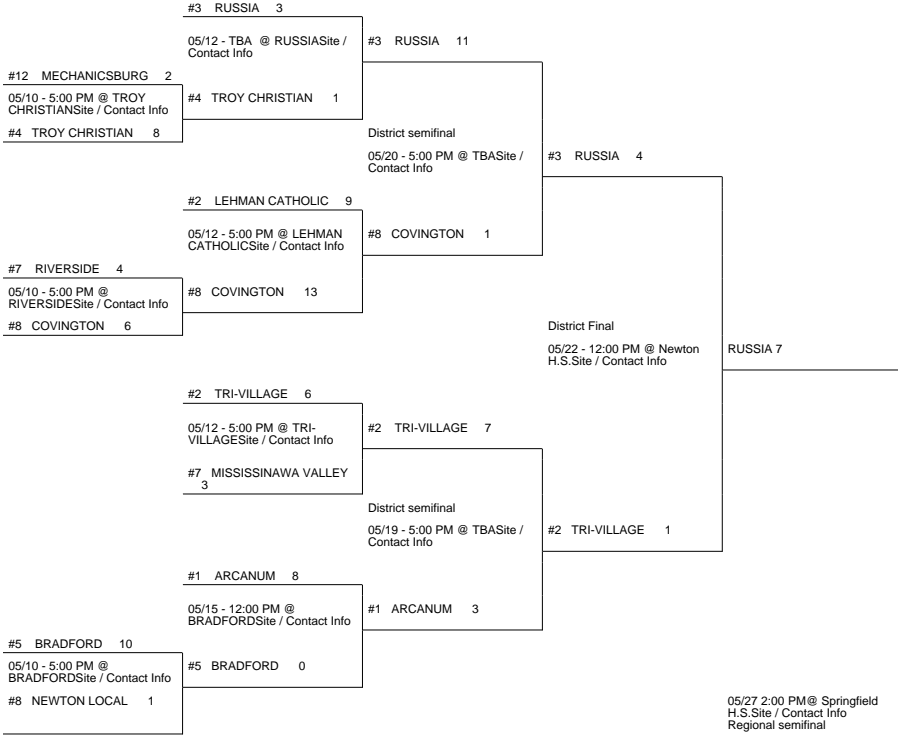 #3 RUSSIA 3
05/12 - TBA @ RUSSIASite /
Contact Info
#3 RUSSIA 11
#12 MECHANICSBURG 2
05/10 - 5:00 PM @ TROY
CHRISTIANSite / Contact Info
#4 TROY CHRISTIAN 1
#4 TROY CHRISTIAN 8
District semifinal
05/20 - 5:00 PM @ TBASite /
Contact Info
#3 RUSSIA 4
#2 LEHMAN CATHOLIC 9
05/12 - 5:00 PM @ LEHMAN
CATHOLICSite / Contact Info
#8 COVINGTON 1
#7 RIVERSIDE 4
05/10 - 5:00 PM @
RIVERSIDESite / Contact Info
#8 COVINGTON 13
#8 COVINGTON 6
District Final
05/22 - 12:00 PM @ Newton
H.S.Site / Contact Info
RUSSIA 7
#2 TRI-VILLAGE 6
05/12 - 5:00 PM @ TRI-
VILLAGESite / Contact Info
#2 TRI-VILLAGE 7
#7 MISSISSINAWA VALLEY
3
District semifinal
05/19 - 5:00 PM @ TBASite /
Contact Info
#2 TRI-VILLAGE 1
#1 ARCANUM 8
05/15 - 12:00 PM @
BRADFORDSite / Contact Info
#1 ARCANUM 3
#5 BRADFORD 10
05/10 - 5:00 PM @
BRADFORDSite / Contact Info
#5 BRADFORD 0
#8 NEWTON LOCAL 1
05/27 2:00 PM@ Springfield
H.S.Site / Contact Info
Regional semifinal